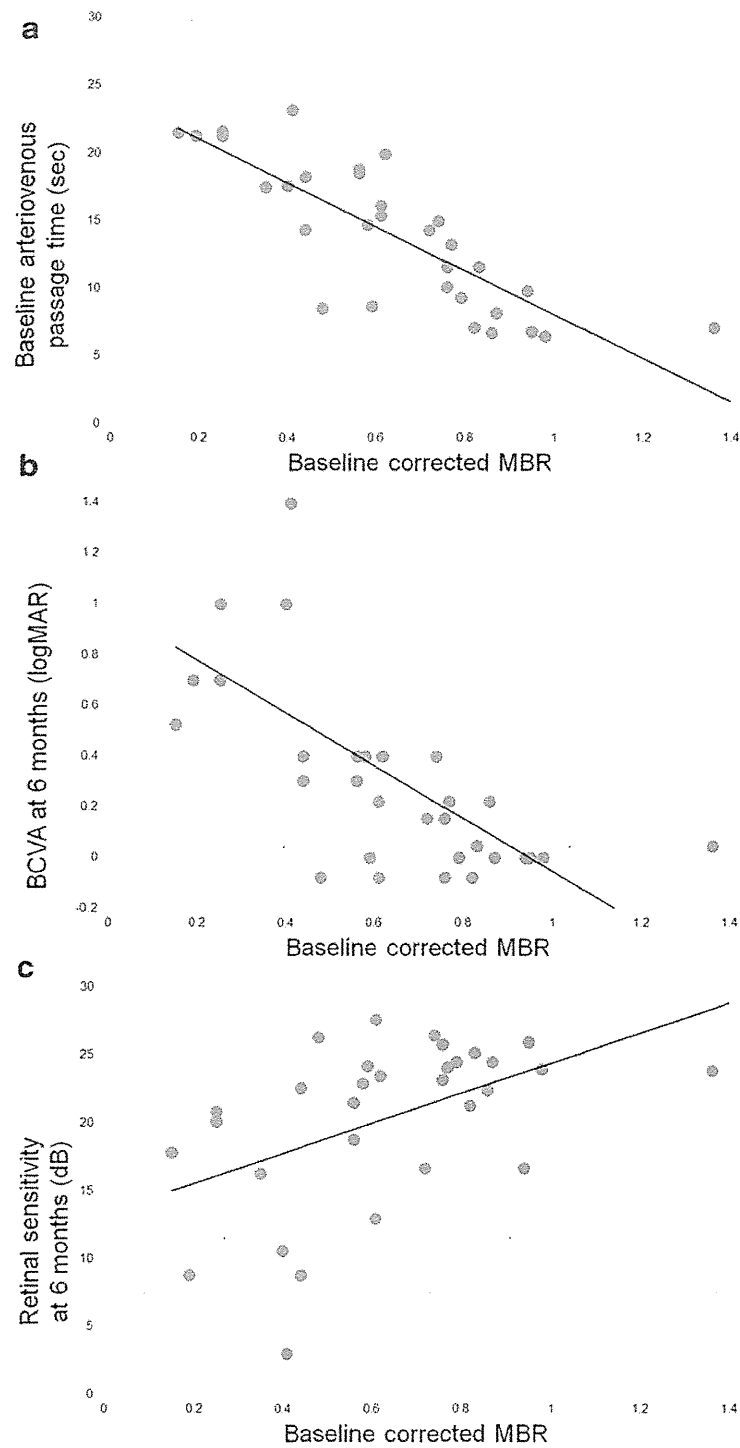 a
30
25
20
15
10
5
0
Baseline arteriovenous
passage time (sec)
0 0.2 0.4 0.6 0.8 1 1.2 1.4
Baseline corrected MBR
b
1.4
1.2
1
0.8
0.6
0.4
0.2
0
-0.2
BCVA at 6 months (logMAR)
0 0.2 0.4 0.6 0.8 1 1.2 1.4
Baseline corrected MBR
c
30
25
20
15
10
5
0
Retinal sensitivity
at 6 months (dB)
0 0.2 0.4 0.6 0.8 1 1.2 1.4
Baseline corrected MBR